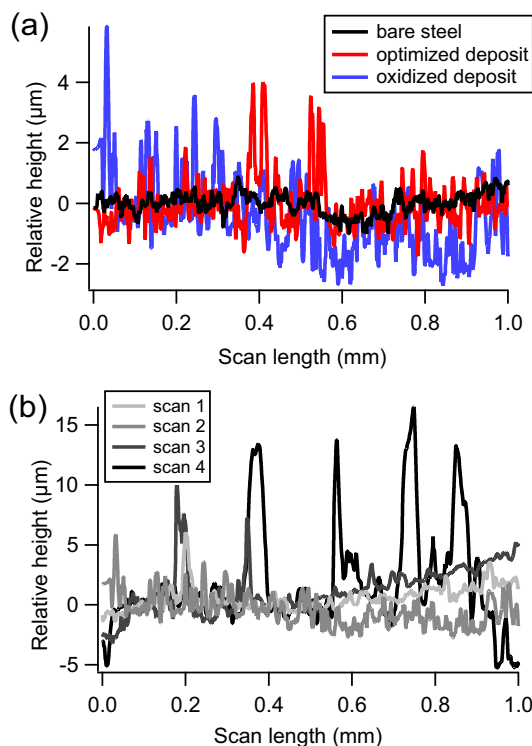 (a)
bare steel
optimized deposit
oxidized deposit
Relative height (µm)
4
2
0
-2
0.0 0.2 0.4 0.6 0.8 1.0
Scan length (mm)
(b)
scan 1
scan 2
scan 3
scan 4
Relative height (µm)
15
10
5
0
-5
0.0 0.2 0.4 0.6 0.8 1.0
Scan length (mm)